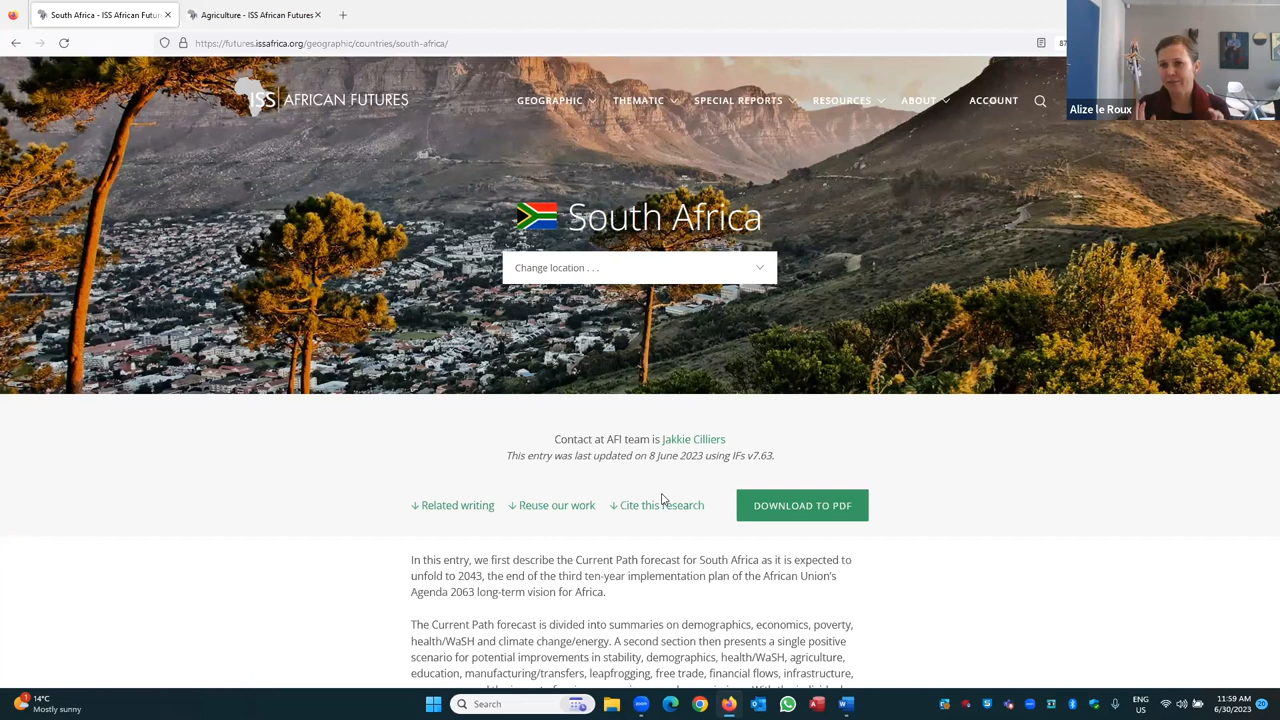 South Africa - ISS African Futur
Agriculture - ISS African Futures
https://futures.issafrica.org/geographic/countries/south-africa/
87
Alize le Roux
ISS AFRICAN FUTURES
GEOGRAPHIC THEMATIC SPECIAL REPORTS RESOURCES ABOUT ACCOUNT
South Africa
Change location . . .
Contact at AFI team is Jakkie Cilliers
This entry was last updated on 8 June 2023 using IFs v7.63.
↓ Related writing ↓ Reuse our work ↓ Cite this research DOWNLOAD TO PDF
In this entry, we first describe the Current Path forecast for South Africa as it is expected to
unfold to 2043, the end of the third ten-year implementation plan of the African Union's
Agenda 2063 long-term vision for Africa.
The Current Path forecast is divided into summaries on demographics, economics, poverty,
health/WaSH and climate change/energy. A second section then presents a single positive
scenario for potential improvements in stability, demographics, health/WaSH, agriculture,
education, manufacturing/transfers, leapfrogging, free trade, financial flows, infrastructure,
14°C
Mostly sunny
Search
ENG
US
11:59 AM
6/30/2023
20